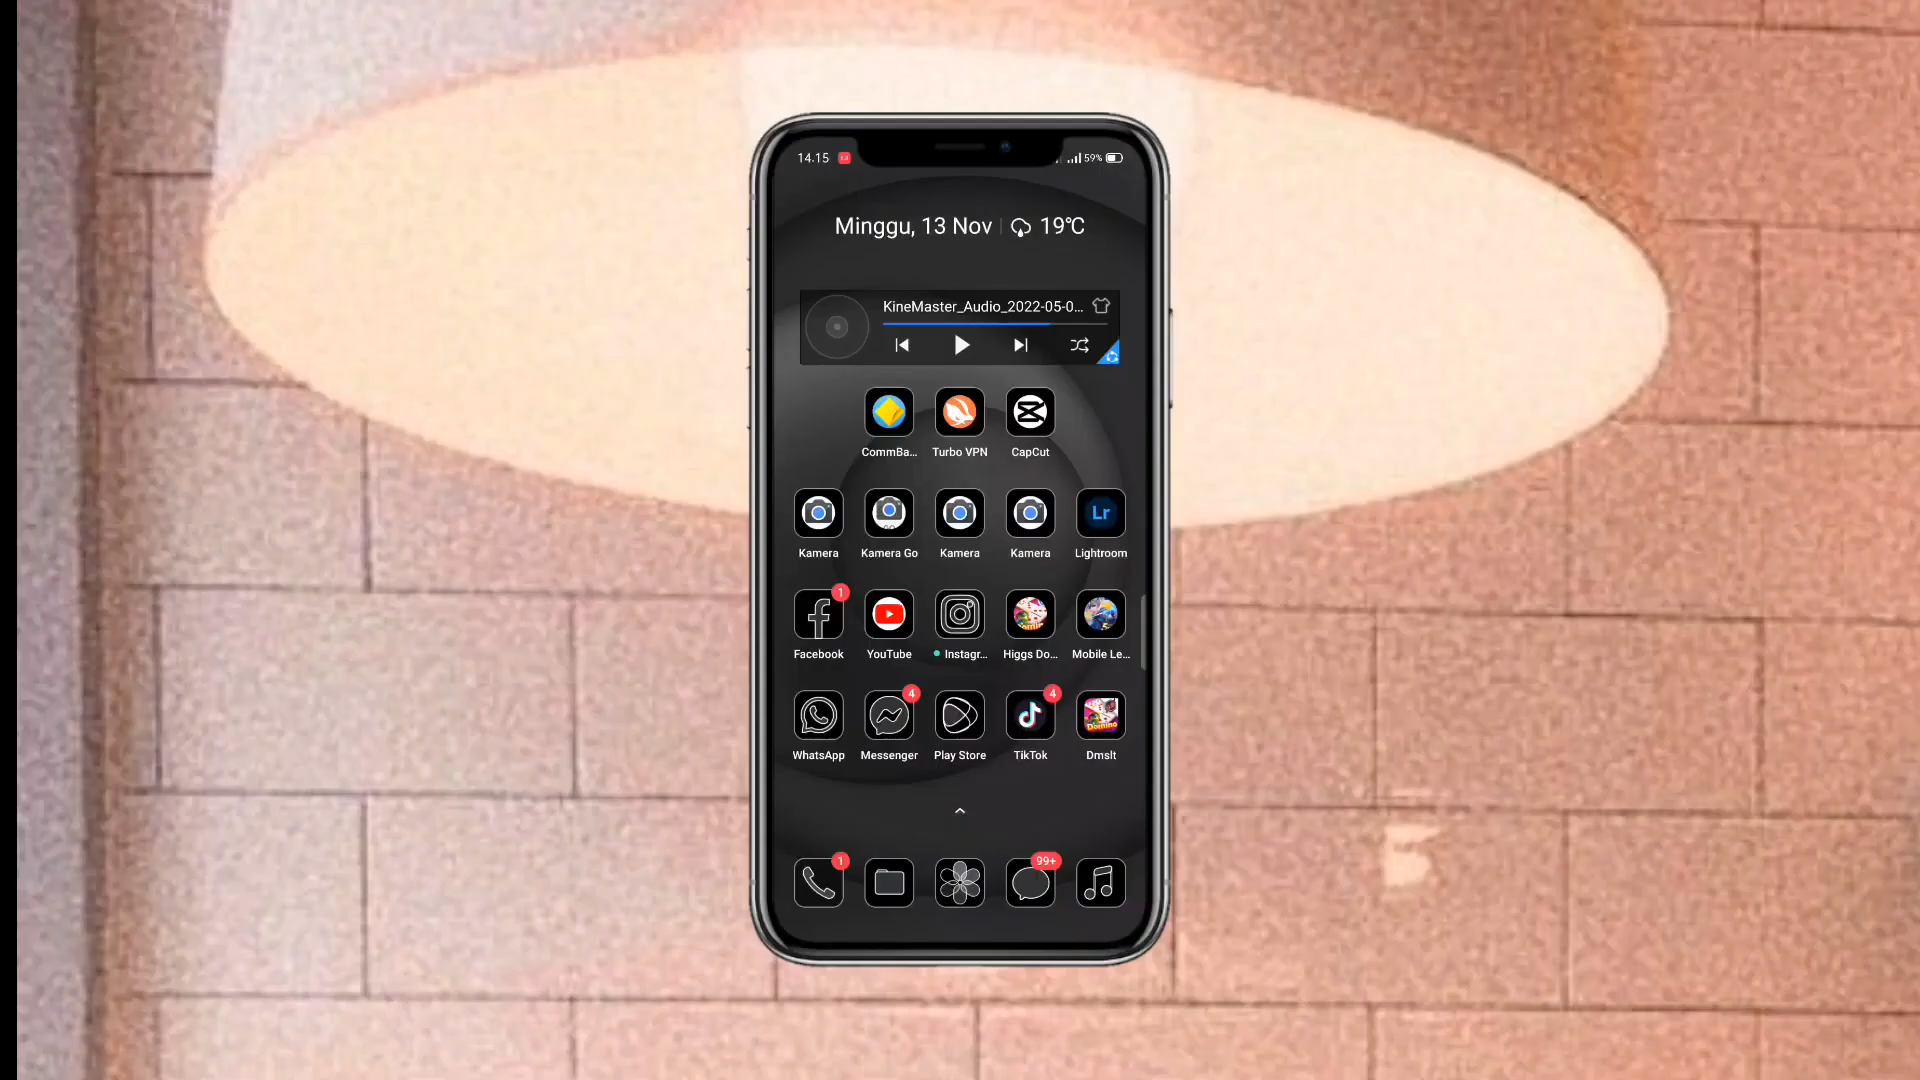 14.15
59%
Minggu, 13 Nov 19℃
KineMaster_Audio_2022-05-0...
CommBa... Turbo VPN CapCut
Lr
Kamera Kamera Go Kamera Kamera Lightroom
1
Facebook YouTube Instagr... Higgs Do... Mobile Le...
4 4
Domino
WhatsApp Messenger Play Store TikTok Dmslt
1 99+